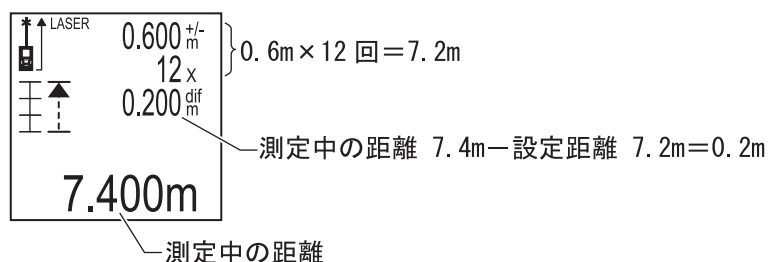 LASER
0.600 +/- m
12 x
0.6m×12 回＝7.2m
0.200 dif m
測定中の距離 7.4m－設定距離 7.2m＝0.2m
7.400m
測定中の距離